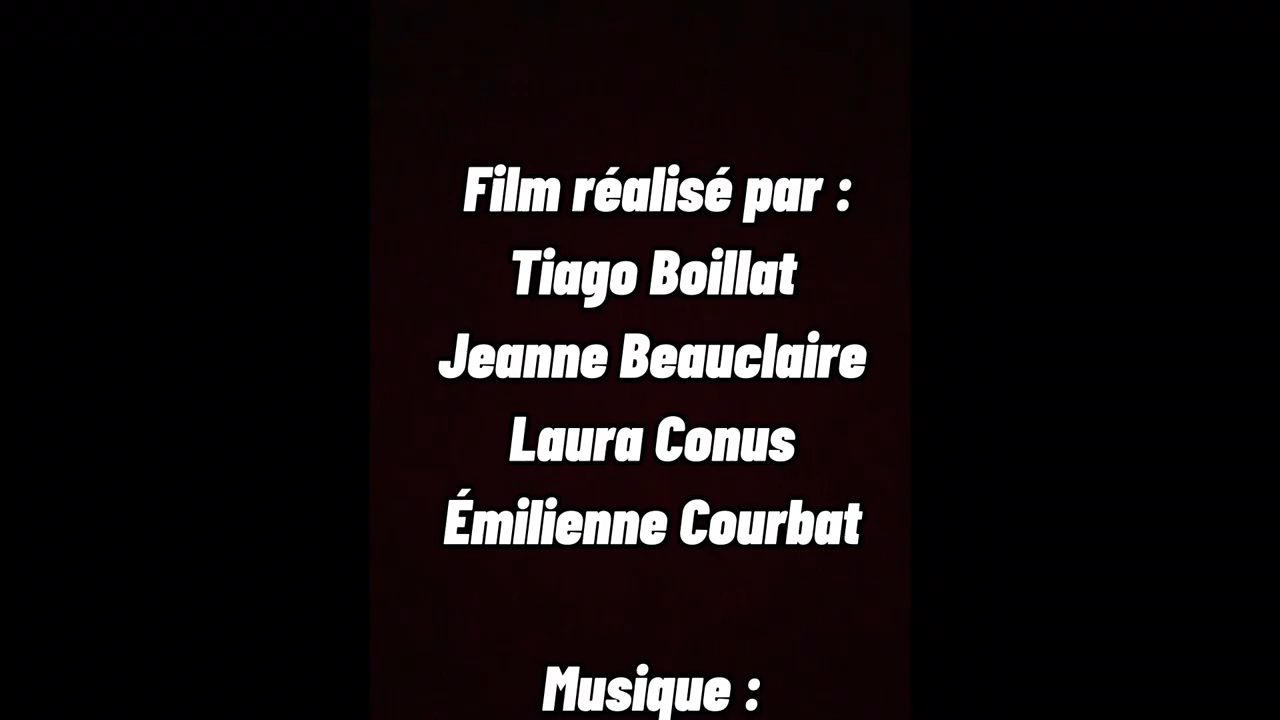 Film réalisé par :
Tiago Boillat
Jeanne Beauclaire
Laura Conus
Émilienne Courbat
Musique :